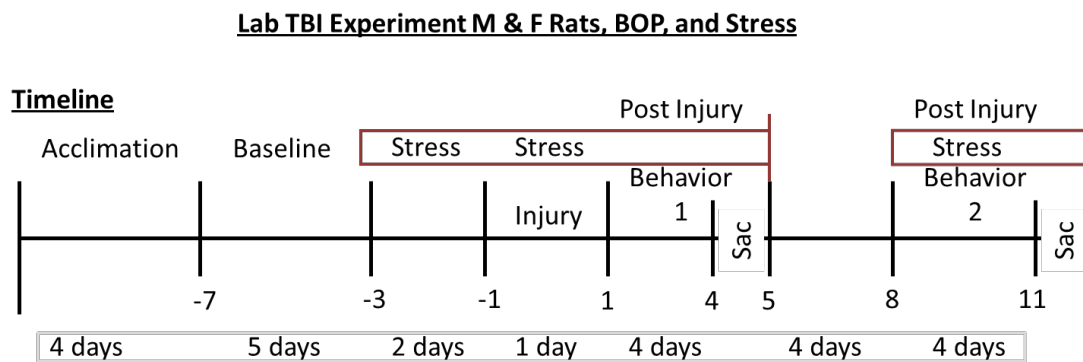 Lab TBI Experiment M & F Rats, BOP, and Stress
Timeline
Acclimation Baseline Stress Stress Post Injury Post Injury
Stress
Injury Behavior Behavior
1 2
Sac Sac
-7 -3 -1 1 4 5 8 11
4 days 5 days 2 days 1 day 4 days 4 days 4 days